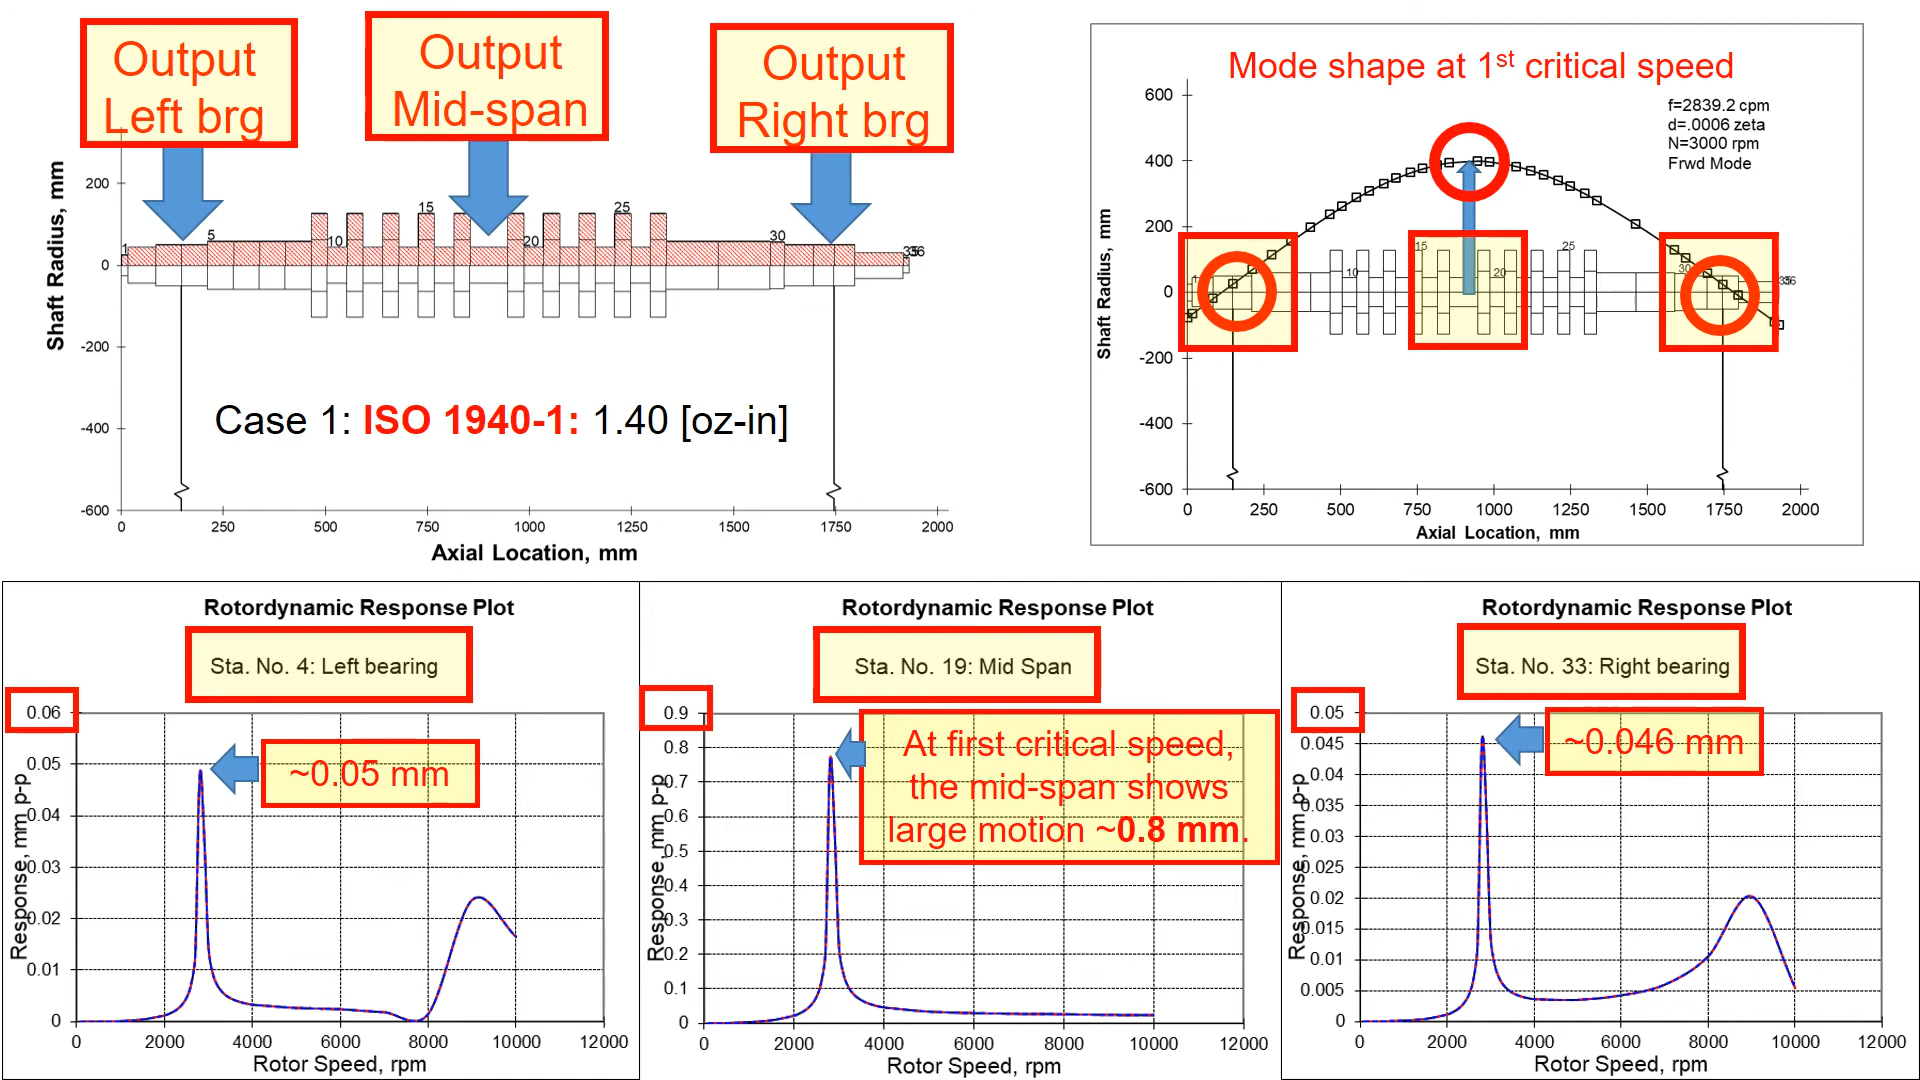 Output
Left brg
Output
Mid-span
Output
Right brg
Shaft Radius, mm
200
0
-200
-400
-600
1
5
10
15
20
25
30
35
36
0
250
500
750
1000
1250
1500
1750
2000
Axial Location, mm
Case 1: ISO 1940-1: 1.40 [oz-in]
Mode shape at 1st critical speed
f=2839.2 cpm
d=.0006 zeta
N=3000 rpm
Frwd Mode
Shaft Radius, mm
600
400
200
0
-200
-400
-600
1
10
15
20
25
30
35
36
0
250
500
750
1000
1250
1500
1750
2000
Axial Location, mm
Rotordynamic Response Plot
Sta. No. 4: Left bearing
~0.05 mm
Response, mm p-p
0.06
0.05
0.04
0.03
0.02
0.01
0
0
2000
4000
6000
8000
10000
12000
Rotor Speed, rpm
Rotordynamic Response Plot
Sta. No. 19: Mid Span
At first critical speed,
the mid-span shows
large motion ~0.8 mm.
Response, mm p-p
0.9
0.8
0.7
0.6
0.5
0.4
0.3
0.2
0.1
0
0
2000
4000
6000
8000
10000
12000
Rotor Speed, rpm
Rotordynamic Response Plot
Sta. No. 33: Right bearing
~0.046 mm
Response, mm p-p
0.05
0.045
0.04
0.035
0.03
0.025
0.02
0.015
0.01
0.005
0
0
2000
4000
6000
8000
10000
12000
Rotor Speed, rpm